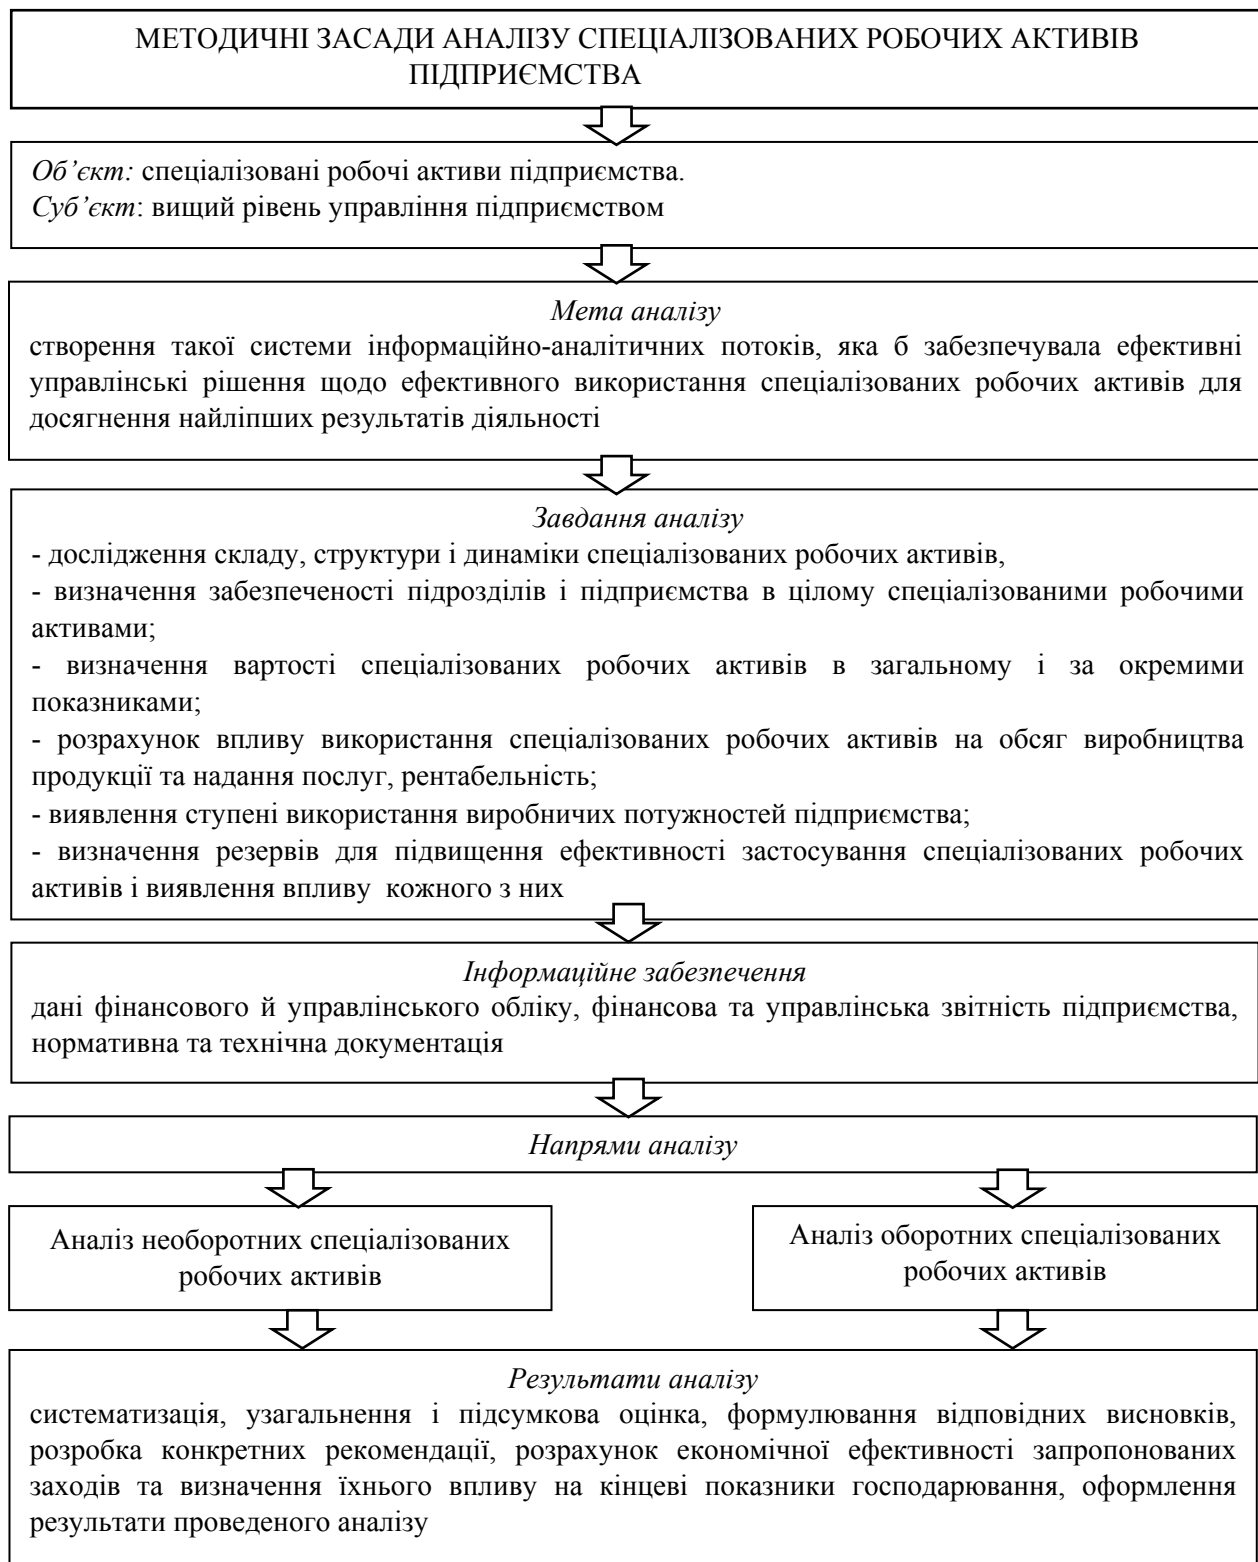 МЕТОДИЧНІ ЗАСАДИ АНАЛІЗУ СПЕЦІАЛІЗОВАНИХ РОБОЧИХ АКТИВІВ
ПІДПРИЄМСТВА
Об’єкт: спеціалізовані робочі активи підприємства.
Суб’єкт: вищий рівень управління підприємством
Мета аналізу
створення такої системи інформаційно-аналітичних потоків, яка б забезпечувала ефективні
управлінські рішення щодо ефективного використання спеціалізованих робочих активів для
досягнення найліпших результатів діяльності
Завдання аналізу
- дослідження складу, структури і динаміки спеціалізованих робочих активів,
- визначення забезпеченості підрозділів і підприємства в цілому спеціалізованими робочими
активами;
- визначення вартості спеціалізованих робочих активів в загальному і за окремими
показниками;
- розрахунок впливу використання спеціалізованих робочих активів на обсяг виробництва
продукції та надання послуг, рентабельність;
- виявлення ступені використання виробничих потужностей підприємства;
- визначення резервів для підвищення ефективності застосування спеціалізованих робочих
активів і виявлення впливу кожного з них
Інформаційне забезпечення
дані фінансового й управлінського обліку, фінансова та управлінська звітність підприємства,
нормативна та технічна документація
Напрями аналізу
Аналіз необоротних спеціалізованих
робочих активів
Аналіз оборотних спеціалізованих
робочих активів
Результати аналізу
систематизація, узагальнення і підсумкова оцінка, формулювання відповідних висновків,
розробка конкретних рекомендації, розрахунок економічної ефективності запропонованих
заходів та визначення їхнього впливу на кінцеві показники господарювання, оформлення
результати проведеного аналізу